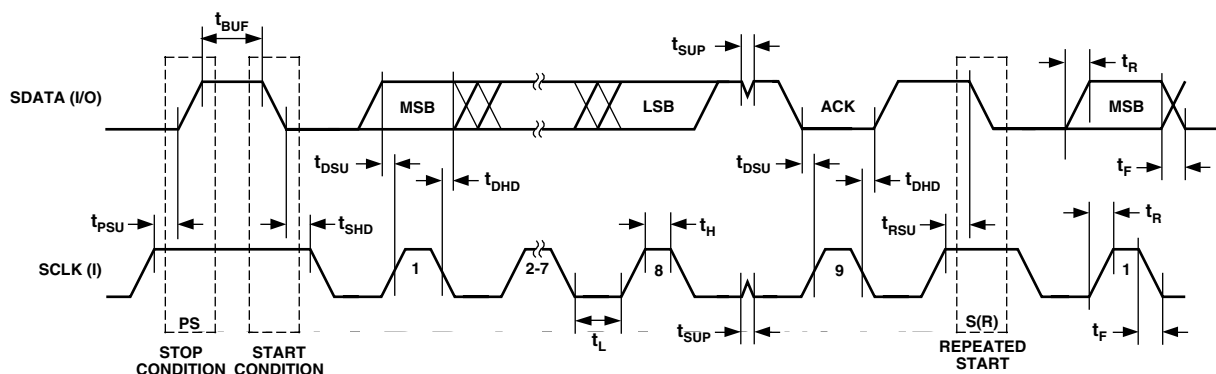 tBUF
tSUP
tR
SDATA (I/O)
MSB
LSB
ACK
MSB
tDSU
tDHD
tDSU
tDHD
tF
tPSU
tSHD
tH
tRSU
tR
SCLK (I)
1
2-7
8
9
1
PS
tL
tSUP
S(R)
tF
STOP
CONDITION
START
CONDITION
REPEATED
START